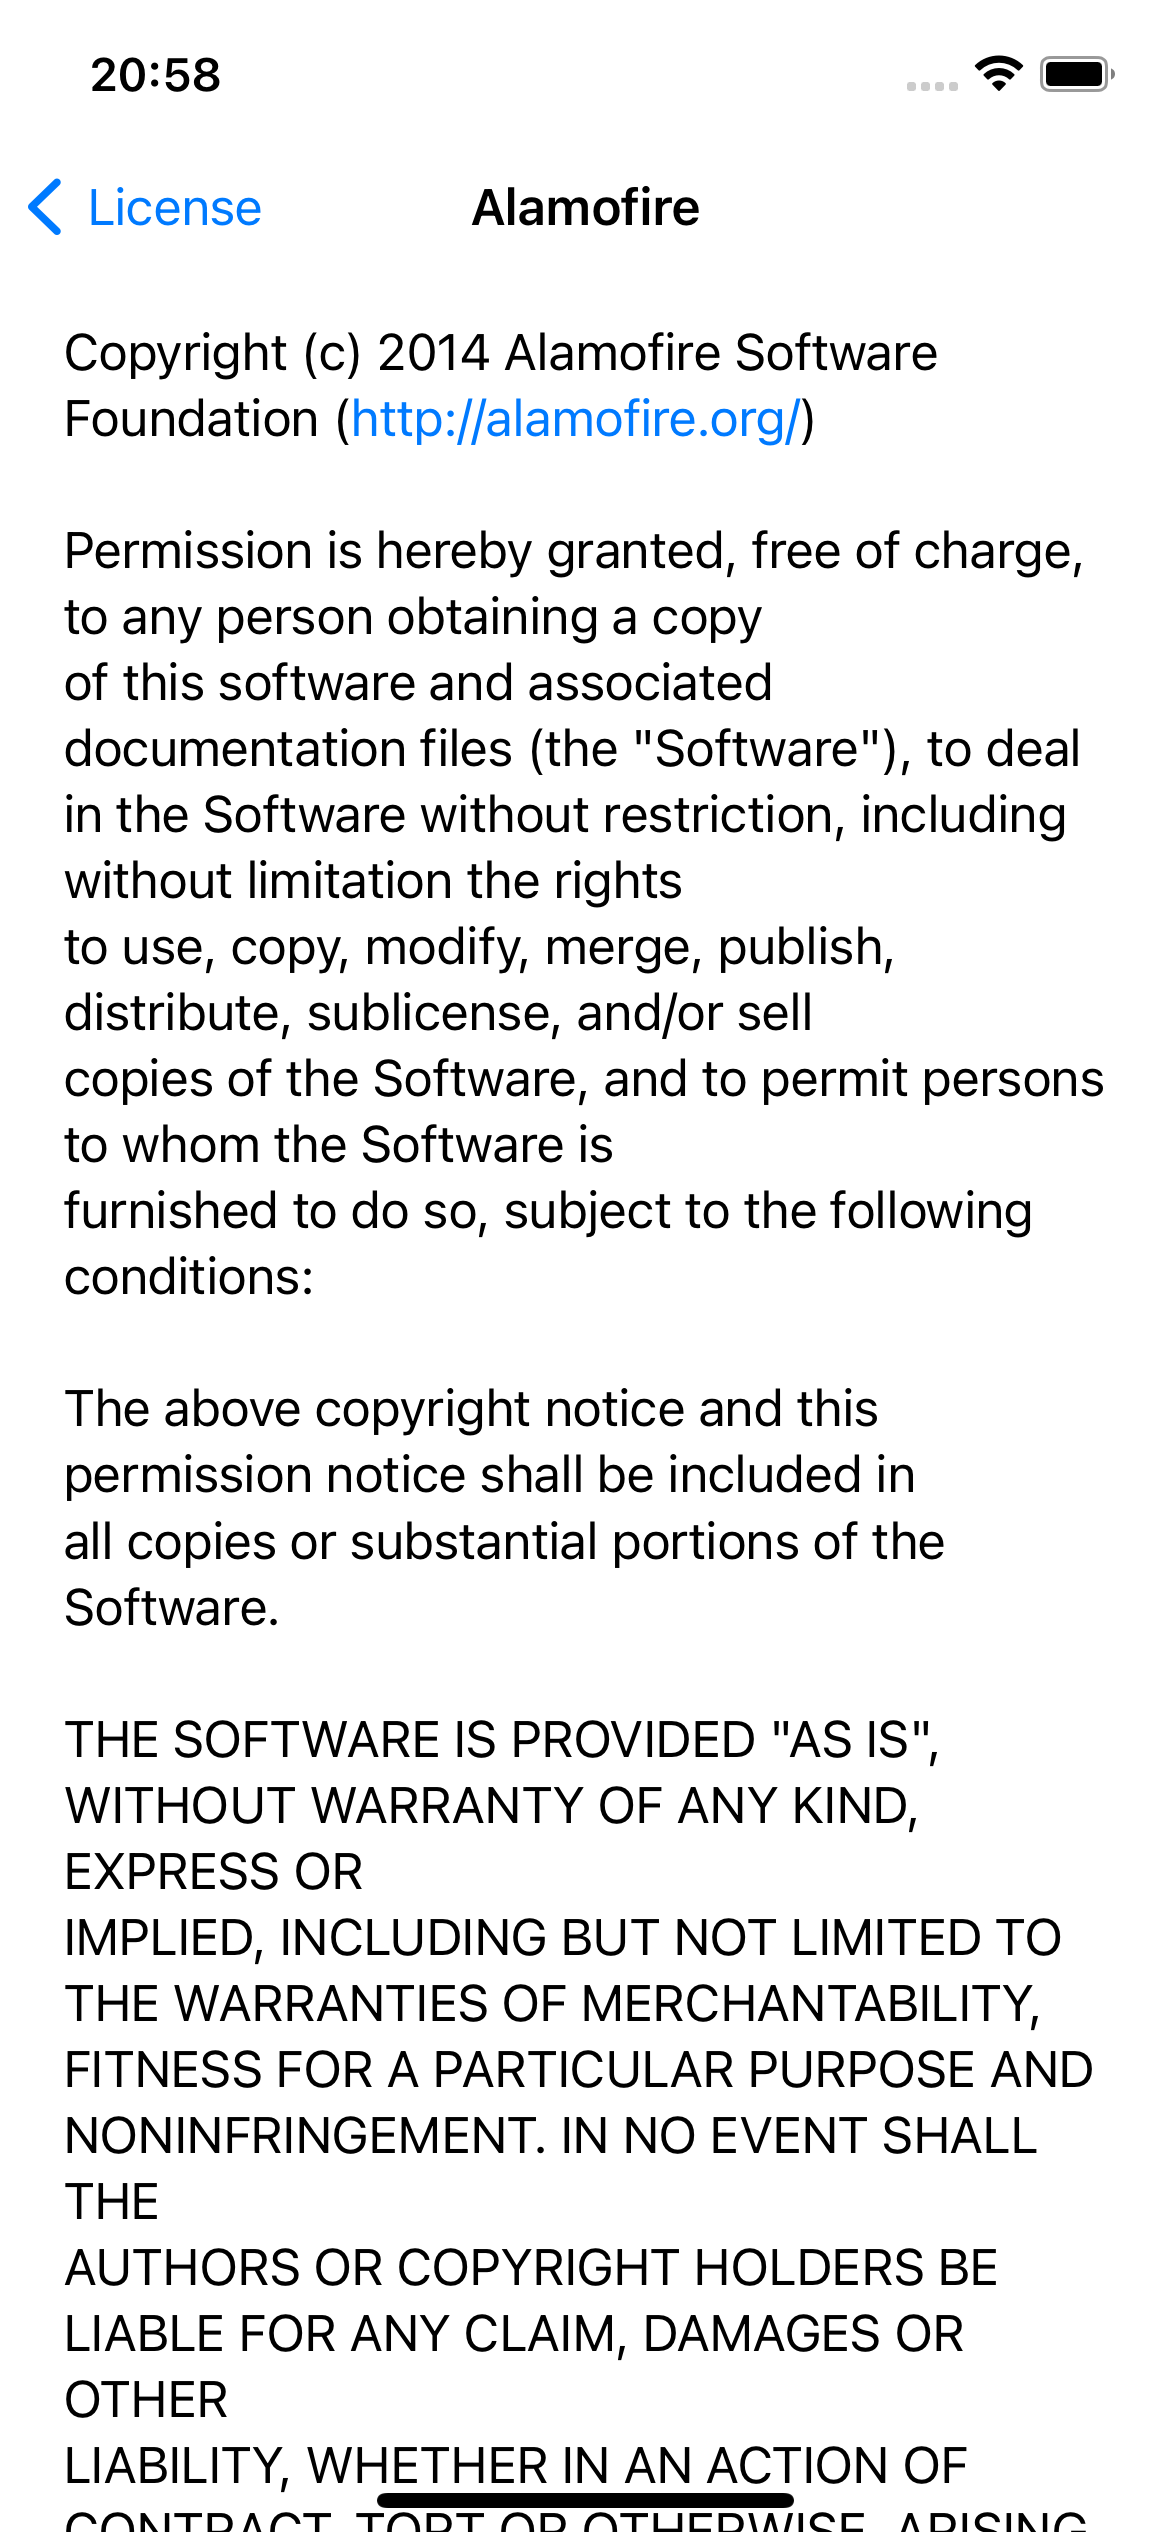 20:58
License
Alamofire
Copyright (c) 2014 Alamofire Software
Foundation (http://alamofire.org/)
Permission is hereby granted, free of charge,
to any person obtaining a copy
of this software and associated
documentation files (the "Software"), to deal
in the Software without restriction, including
without limitation the rights
to use, copy, modify, merge, publish,
distribute, sublicense, and/or sell
copies of the Software, and to permit persons
to whom the Software is
furnished to do so, subject to the following
conditions:
The above copyright notice and this
permission notice shall be included in
all copies or substantial portions of the
Software.
THE SOFTWARE IS PROVIDED "AS IS",
WITHOUT WARRANTY OF ANY KIND,
EXPRESS OR
IMPLIED, INCLUDING BUT NOT LIMITED TO
THE WARRANTIES OF MERCHANTABILITY,
FITNESS FOR A PARTICULAR PURPOSE AND
NONINFRINGEMENT. IN NO EVENT SHALL
THE
AUTHORS OR COPYRIGHT HOLDERS BE
LIABLE FOR ANY CLAIM, DAMAGES OR
OTHER
LIABILITY, WHETHER IN AN ACTION OF
CONTRACT, TORT OR OTHERWISE, ARISING